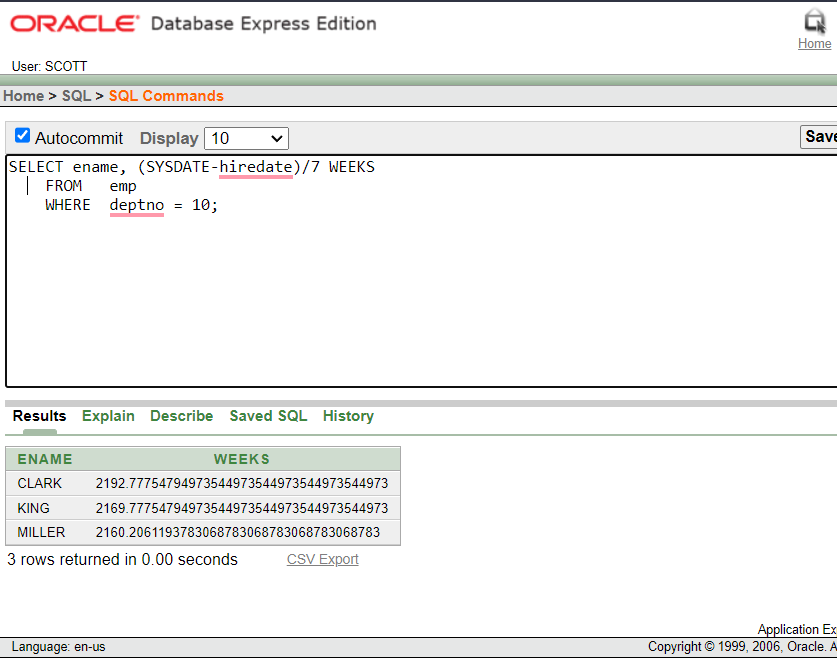 ORACLE® Database Express Edition
Home
User: SCOTT
Home > SQL > SQL Commands
Autocommit Display 10 Save
SELECT ename, (SYSDATE-hiredate)/7 WEEKS
FROM emp
WHERE deptno = 10;
Results Explain Describe Saved SQL History
ENAME WEEKS
CLARK 2192.77754794973544973544973544973544973
KING 2169.77754794973544973544973544973544973
MILLER 2160.20611937830687830687830687830687830687
3 rows returned in 0.00 seconds CSV Export
Application Ex
Language: en-us Copyright © 1999, 2006, Oracle. A